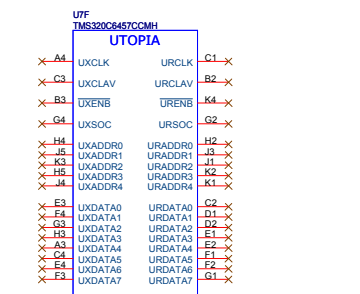 U7F
TMS320C6457CCMH
UTOPIA
A4 UXCLK URCLK C1
C3 UXCLAV URCLAV B2
B3 UXENB URENB K4
G4 UXSOC URSOC G2
H4 UXADDR0 URADDR0 H2
J5 UXADDR1 URADDR1 J3
K3 UXADDR2 URADDR2 J1
H5 UXADDR3 URADDR3 K2
J4 UXADDR4 URADDR4 K1
E3 UXDATA0 URDATA0 C2
F4 UXDATA1 URDATA1 D1
G3 UXDATA2 URDATA2 D2
H3 UXDATA3 URDATA3 E1
A3 UXDATA4 URDATA4 E2
C4 UXDATA5 URDATA5 F1
E4 UXDATA6 URDATA6 F2
F3 UXDATA7 URDATA7 G1